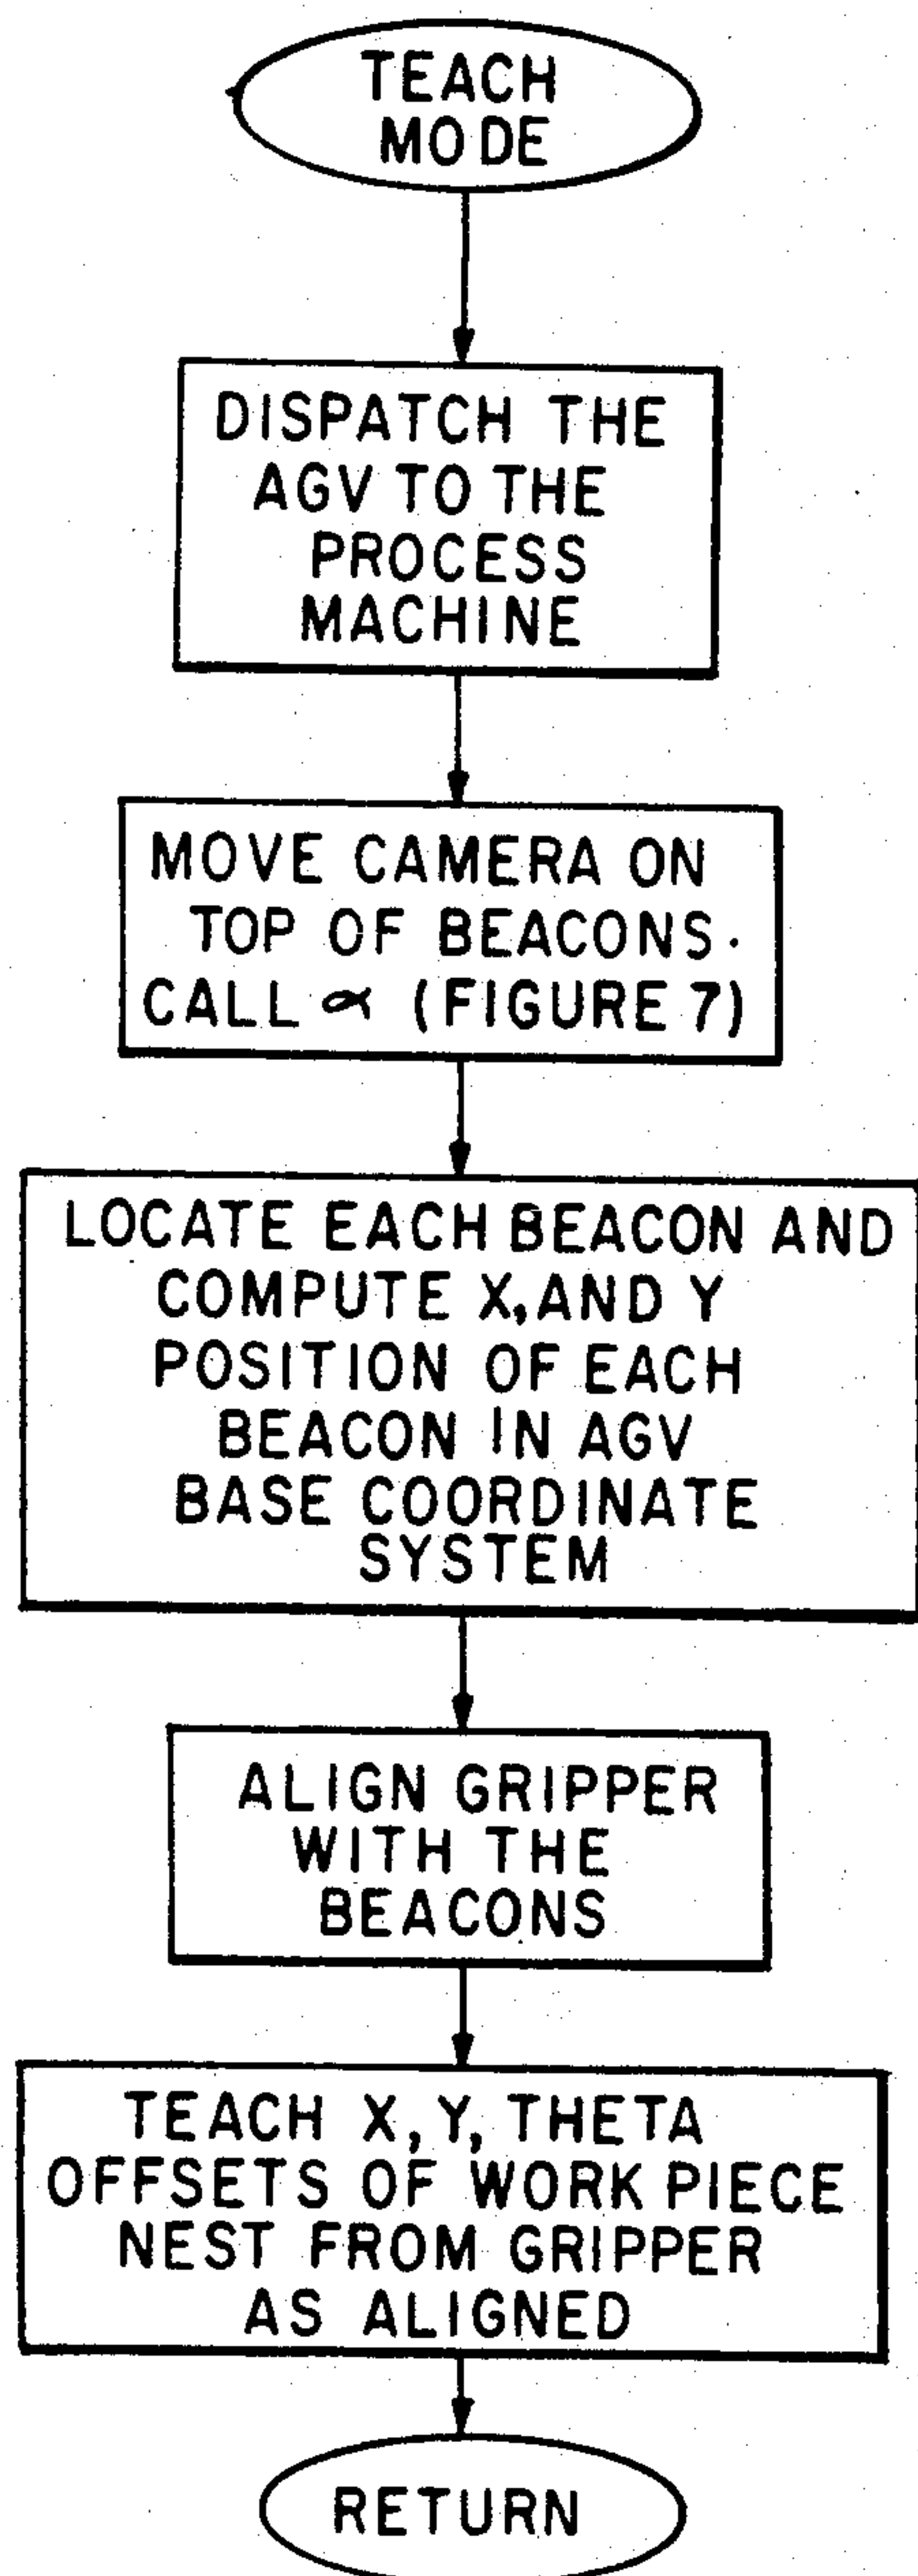 TEACH
MODE
DISPATCH THE
AGV TO THE
PROCESS
MACHINE
MOVE CAMERA ON
TOP OF BEACONS.
CALL ∝ (FIGURE 7)
LOCATE EACH BEACON AND
COMPUTE X, AND Y
POSITION OF EACH
BEACON IN AGV
BASE COORDINATE
SYSTEM
ALIGN GRIPPER
WITH THE
BEACONS
TEACH X, Y, THETA
OFFSETS OF WORK PIECE
NEST FROM GRIPPER
AS ALIGNED
RETURN